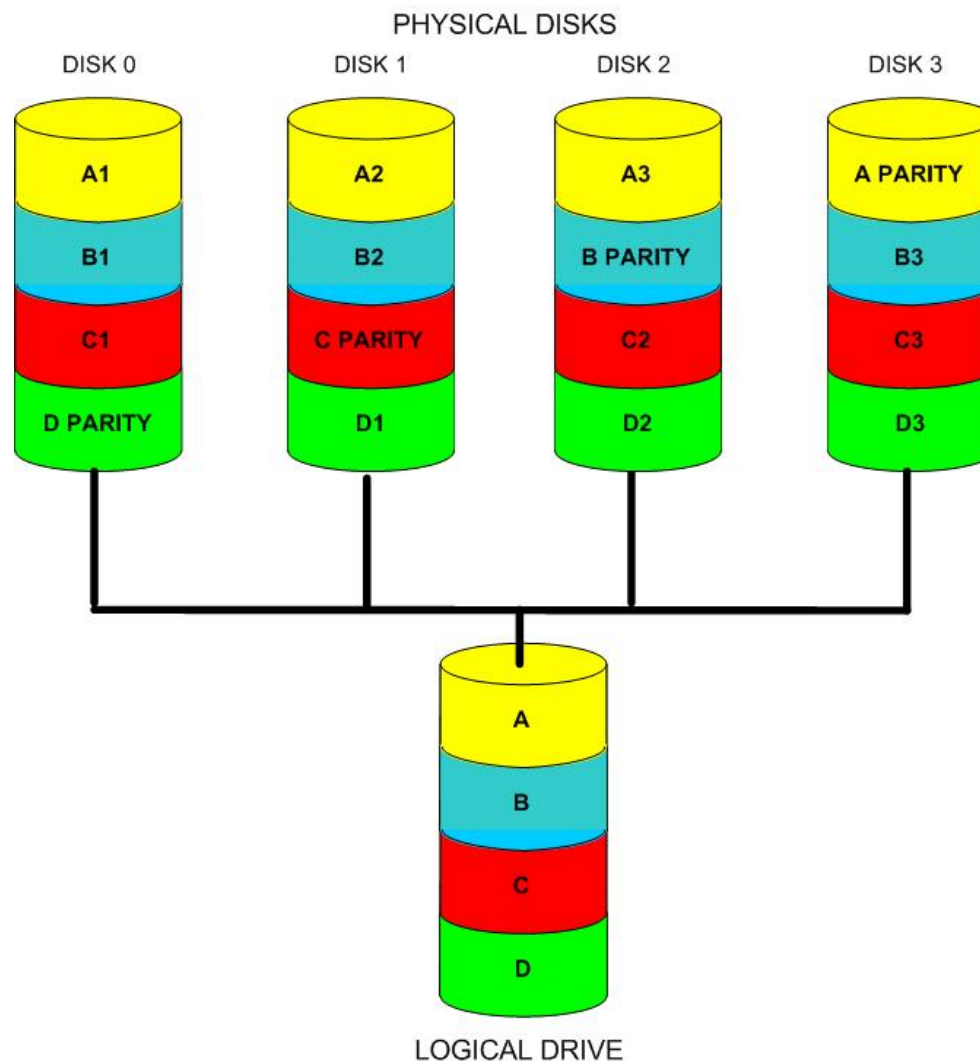 PHYSICAL DISKS
DISK 0 DISK 1 DISK 2 DISK 3
A1 A2 A3 A PARITY
B1 B2 B PARITY B3
C1 C PARITY C2 C3
D PARITY D1 D2 D3
A
B
C
D
LOGICAL DRIVE